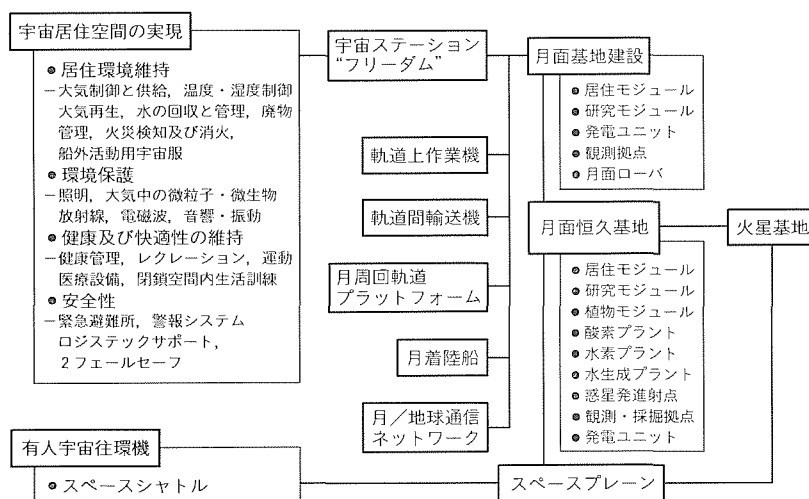 宇宙居住空間の実現
● 居住環境維持
－大気制御と供給，温度・湿度制御
大気再生，水の回収と管理，廃物
管理，火災検知及び消火，
船外活動用宇宙服
● 環境保護
－照明，大気中の微粒子・微生物
放射線，電磁波，音響・振動
● 健康及び快適性の維持
－健康管理，レクレーション，運動
医療設備，閉鎖空間内生活訓練
● 安全性
－緊急避難所，警報システム
ロジステックサポート，
2フェールセーフ
有人宇宙往環機
● スペースシャトル
宇宙ステーション
“フリーダム”
軌道上作業機
軌道間輸送機
月周回軌道
プラットフォーム
月着陸船
月／地球通信
ネットワーク
月面基地建設
● 居住モジュール
● 研究モジュール
● 発電ユニット
● 観測拠点
● 月面ローバ
月面恒久基地
● 居住モジュール
● 研究モジュール
● 植物モジュール
● 酸素プラント
● 水素プラント
● 水生成プラント
● 惑星発進射点
● 観測・採掘拠点
● 発電ユニット
火星基地
スペースプレーン